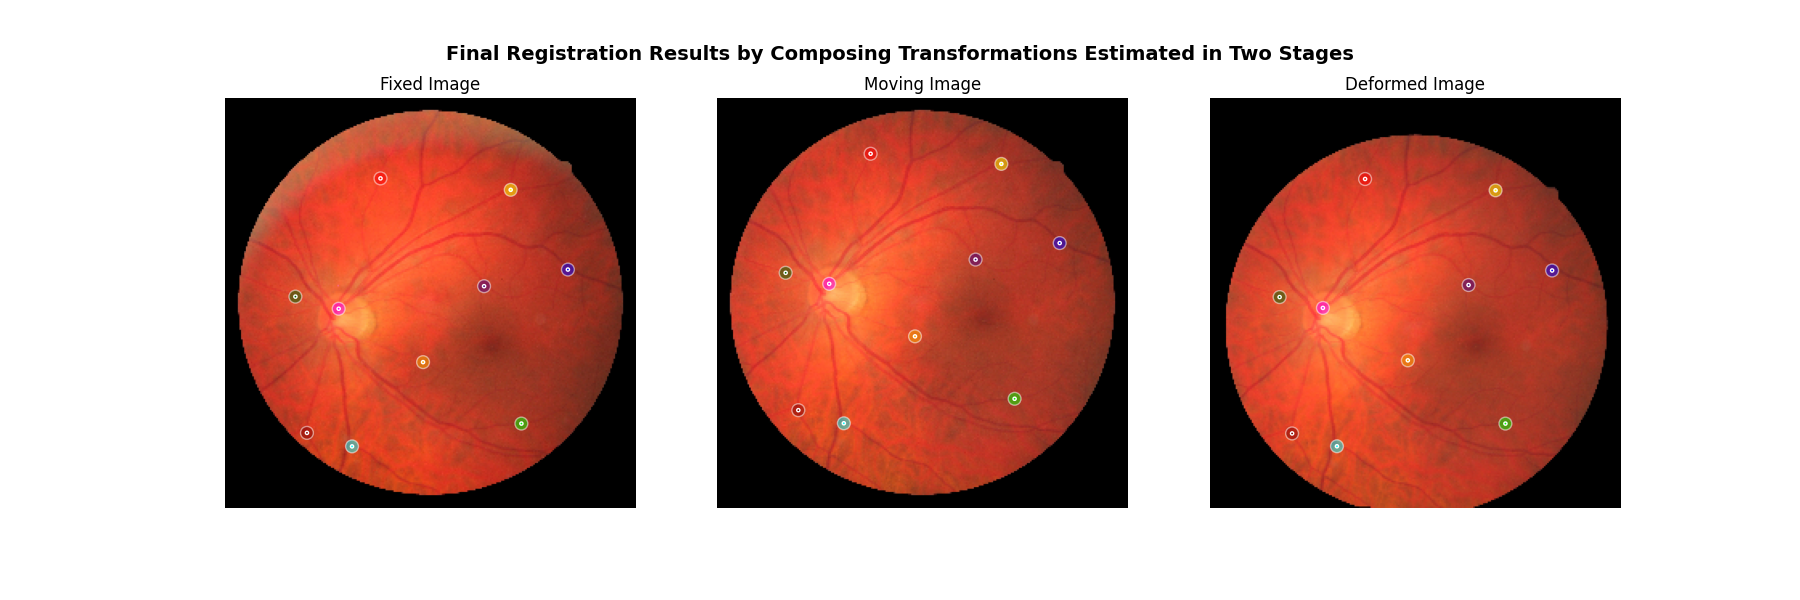 Final Registration Results by Composing Transformations Estimated in Two Stages
Fixed Image
Moving Image
Deformed Image